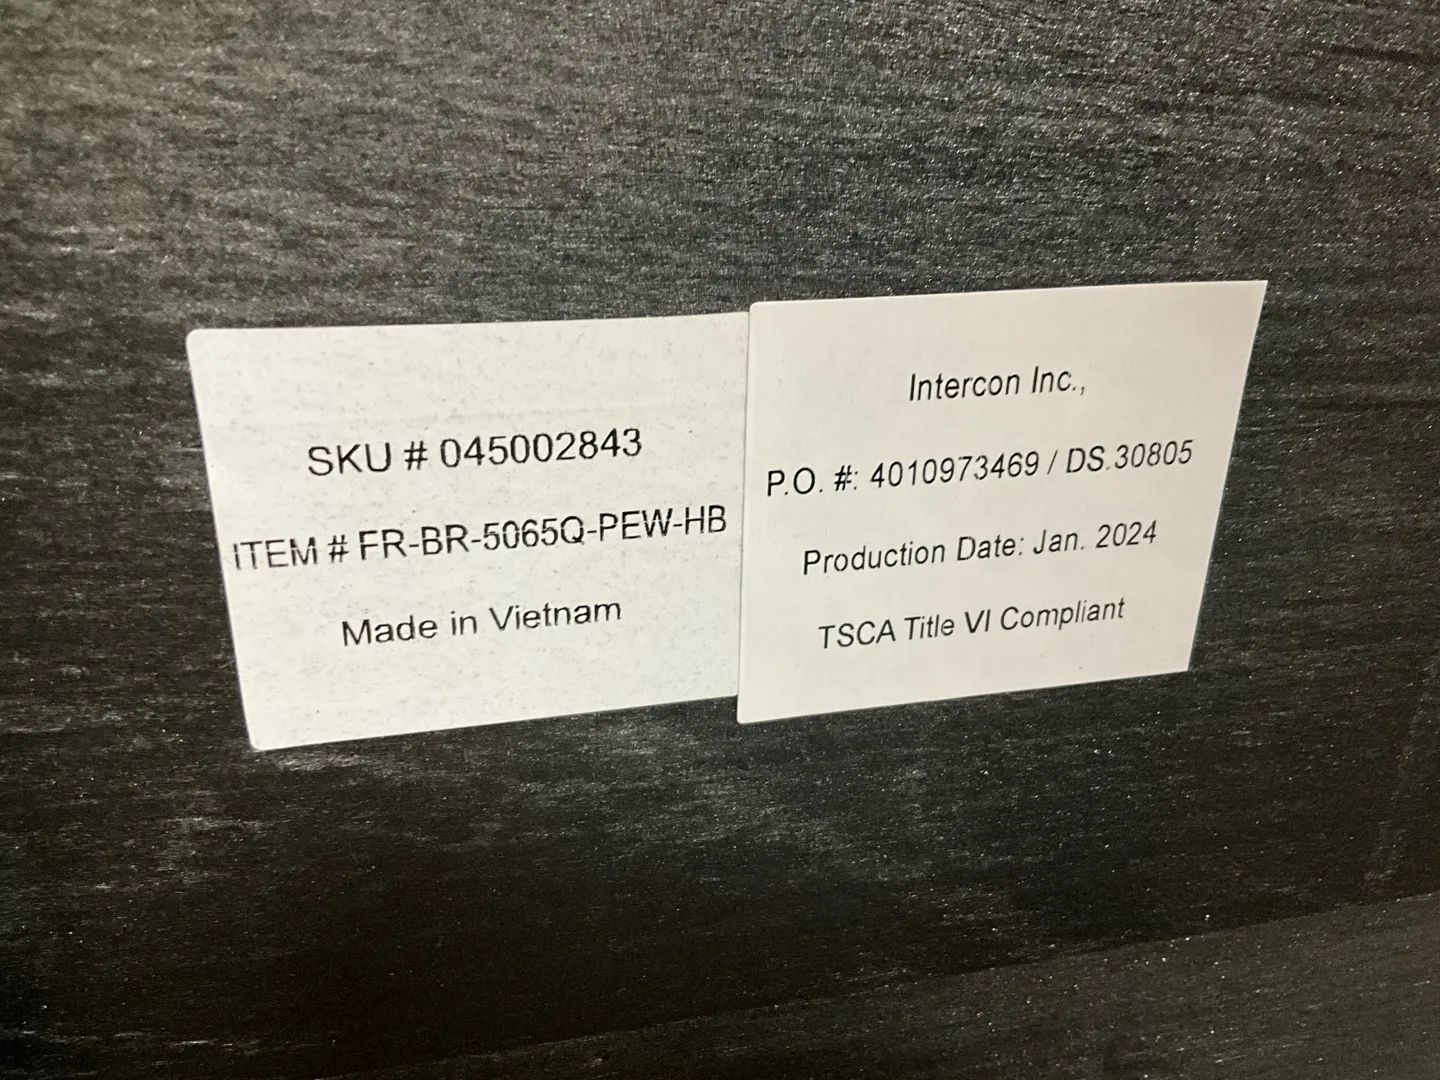 SKU # 045002843
ITEM # FR-BR-5065Q-PEW-HB
Made in Vietnam
Intercon Inc.,
P.O. #: 4010973469 / DS.30805
Production Date: Jan. 2024
TSCA Title VI Compliant